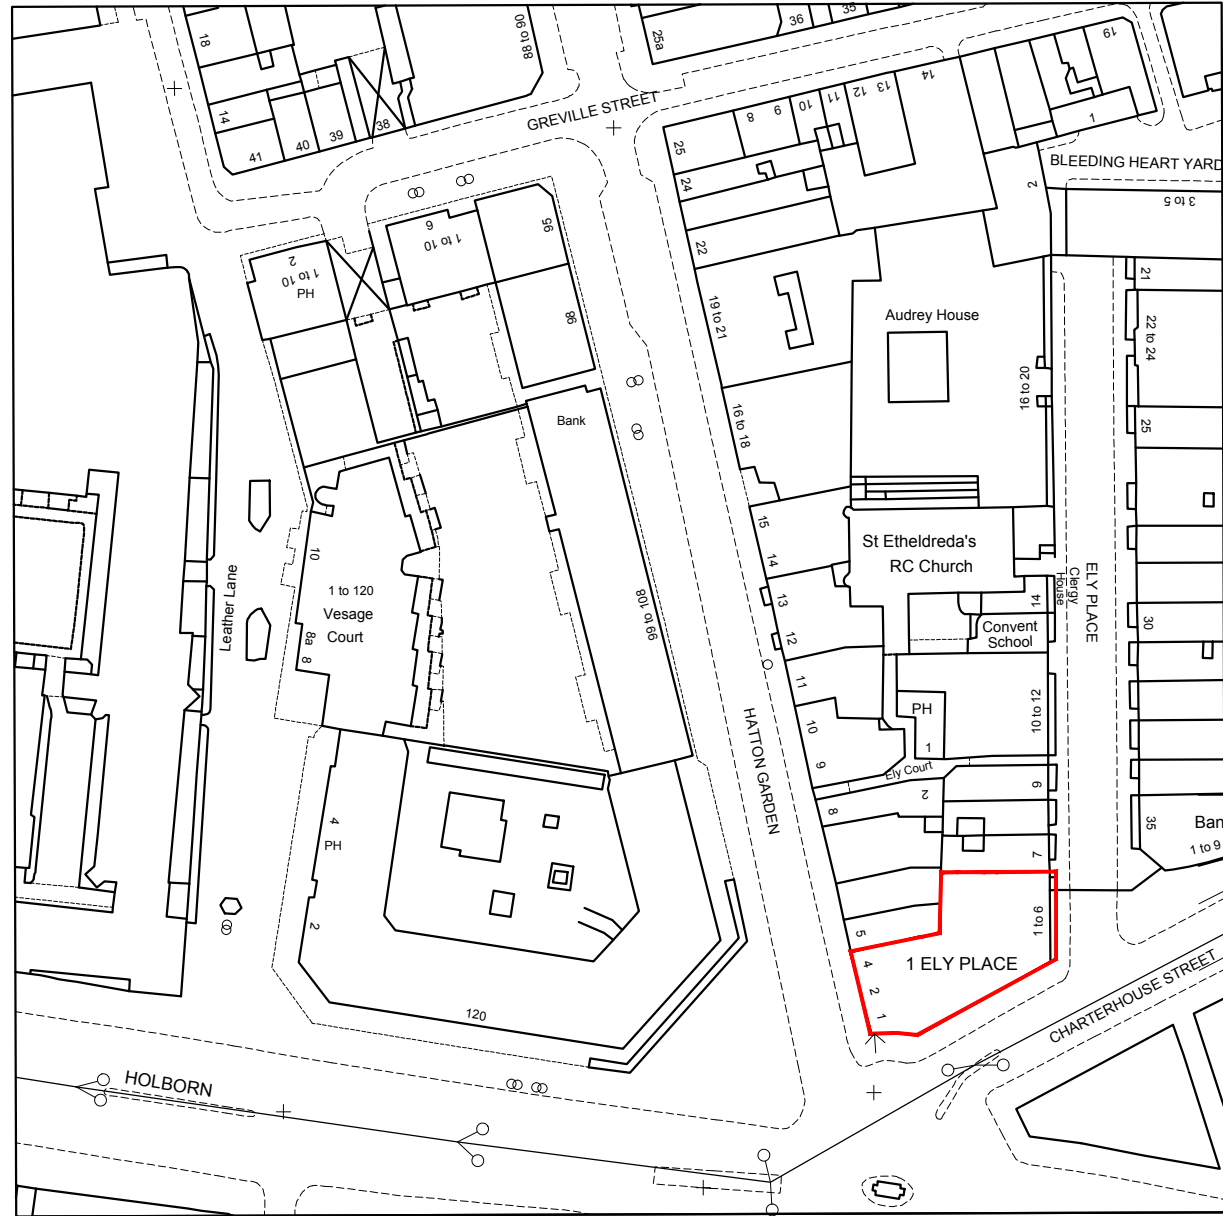 18
14
41
40
39
38
88 to 90
25a
36
35
GREVILLE STREET
25
24
22
8
9
10
11
12
13
14
19
1
2
BLEEDING HEART YARD
3 to 5
95
6
1 to 10
2
1 to 10
PH
98
19 to 21
Audrey House
21
22 to 24
16 to 20
16 to 18
25
Bank
15
14
St Etheldreda's
RC Church
Clergy
House
ELY PLACE
14
Convent
School
30
13
12
11
10
9
8
10
1 to 120
Vesage
Court
8a
8
Leather Lane
99 to 108
HATTON GARDEN
PH
1
10 to 12
Ely Court
2
9
7
35
Ban
1 to 9
4
PH
2
120
5
4
2
1
1 ELY PLACE
1 to 6
CHARTERHOUSE STREET
HOLBORN